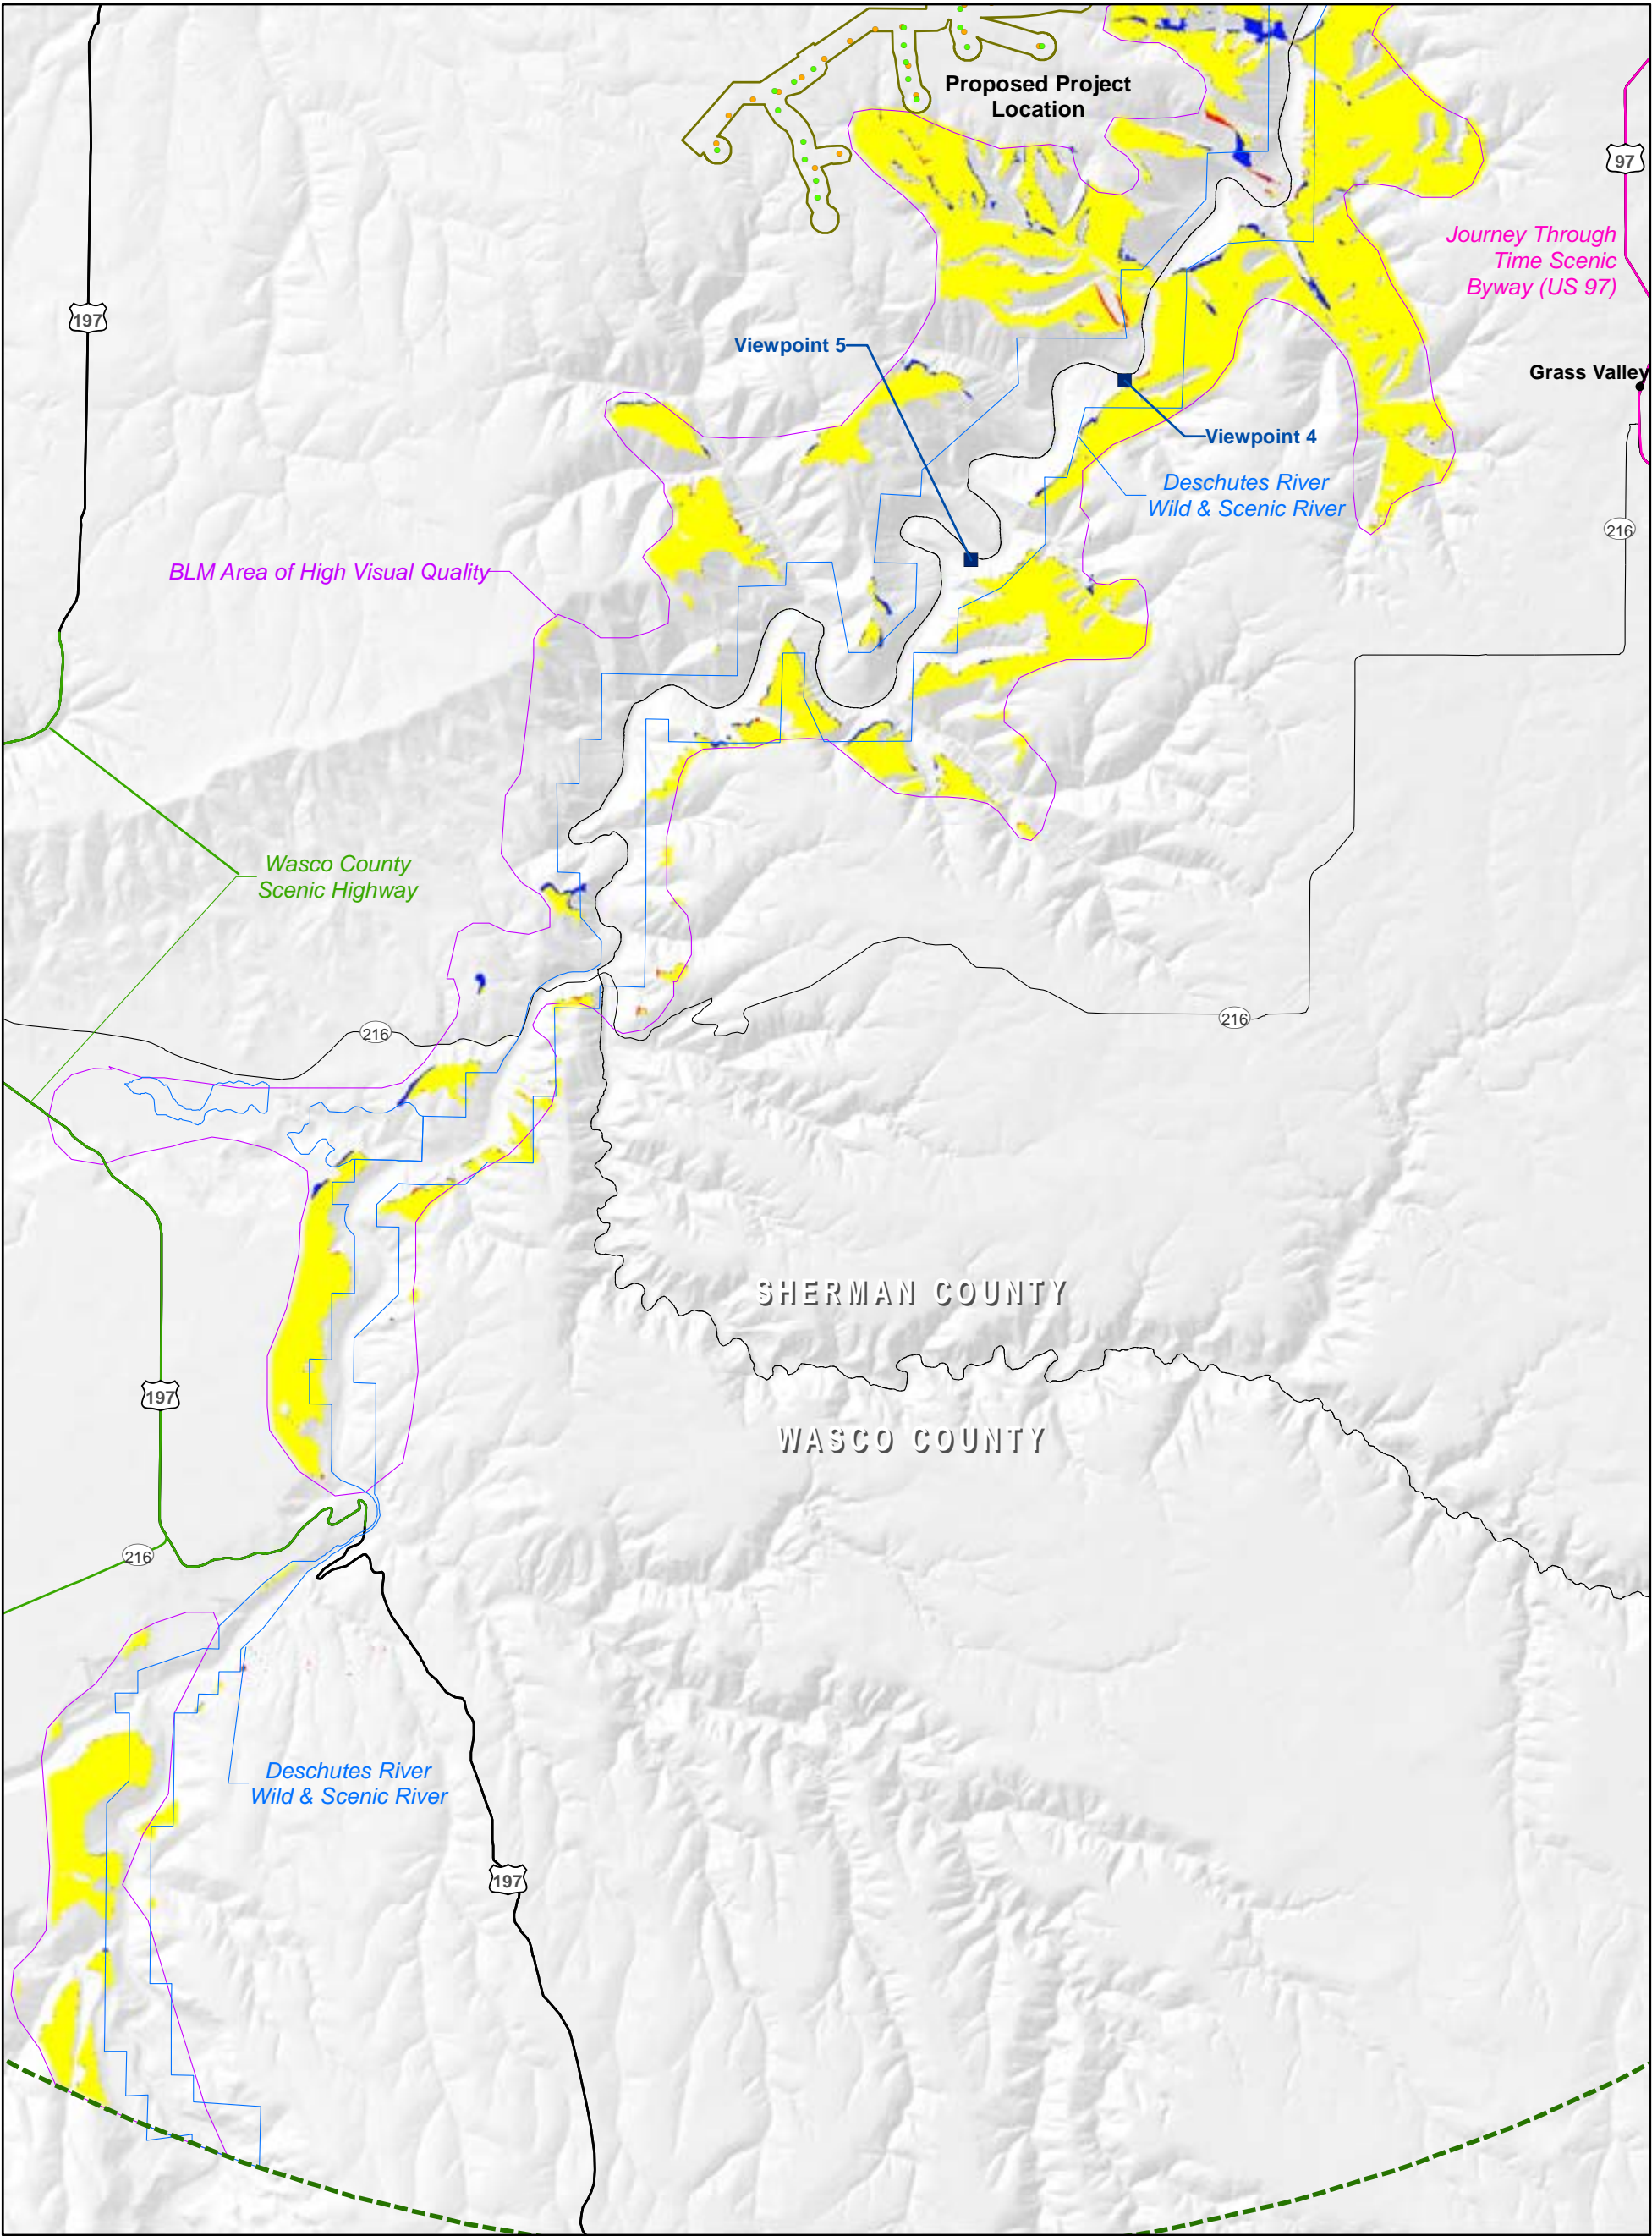 Proposed Project
Location
97
Journey Through
Time Scenic
Byway (US 97)
197
Viewpoint 5
Grass Valley
Viewpoint 4
Deschutes River
Wild & Scenic River
216
BLM Area of High Visual Quality
Wasco County
Scenic Highway
216
216
SHERMAN COUNTY
197
WASCO COUNTY
216
Deschutes River
Wild & Scenic River
197